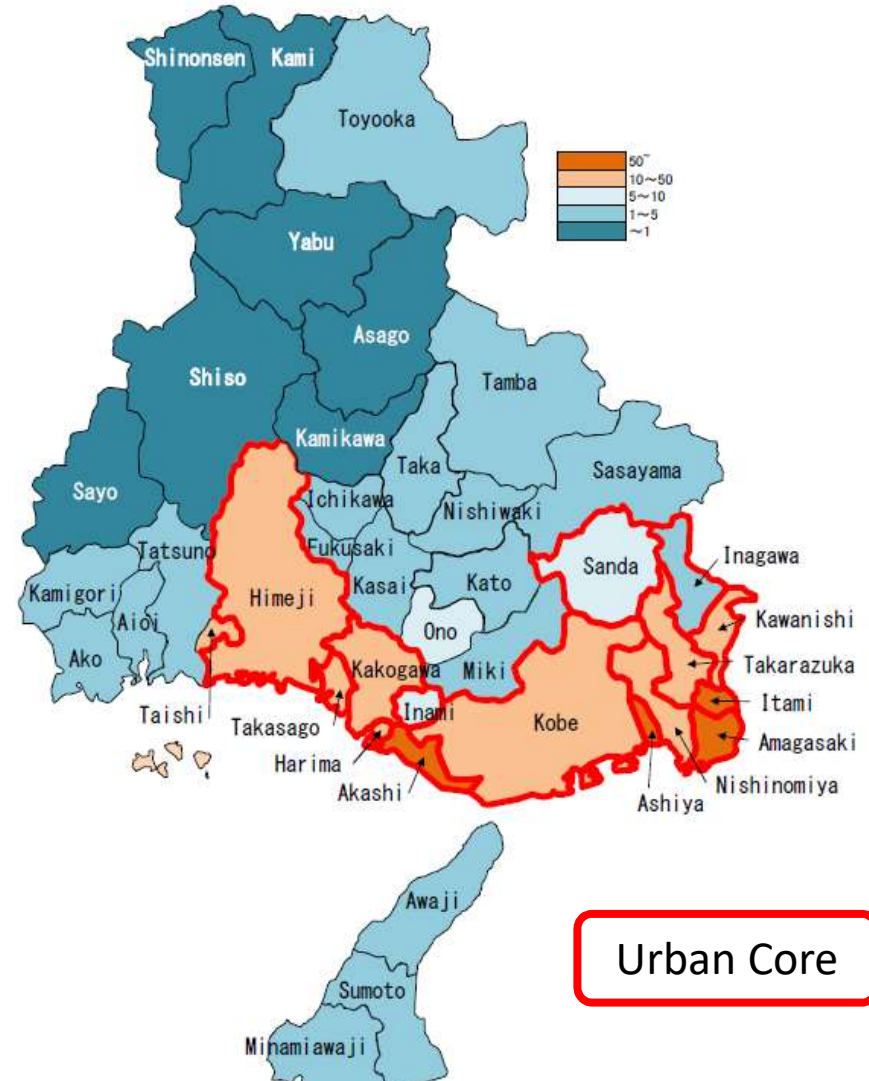 Shinonsen
Kami
Toyooka
50~
10～50
5～10
1～5
～1
Yabu
Asago
Shiso
Tamba
Kamikawa
Taka
Sasayama
Sayo
Ichikawa
Nishiwaki
Tatsuno
Fukusaki
Inagawa
Sanda
Kamigori
Himeji
Kasai
Kato
Aioi
Kawanishi
Ono
Ako
Kakogawa
Miki
Takarazuka
Itami
Taishi
Inami
Takasago
Kobe
Amagasaki
Harima
Nishinomiya
Akashi
Ashiya
Awaji
Urban Core
Sumoto
Minamiawaji